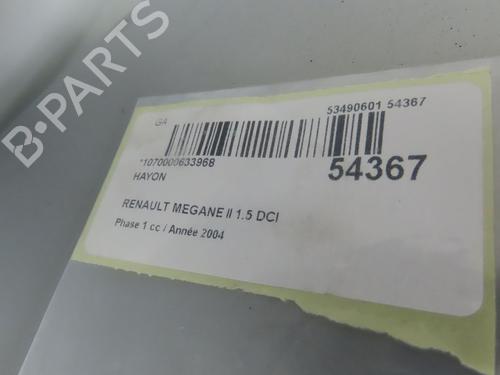 B-PARTS
GA
53490601 54367
*1070000633968
54367
HAYON
RENAULT MEGANE II 1.5 DCI
Phase 1 cc / Année 2004